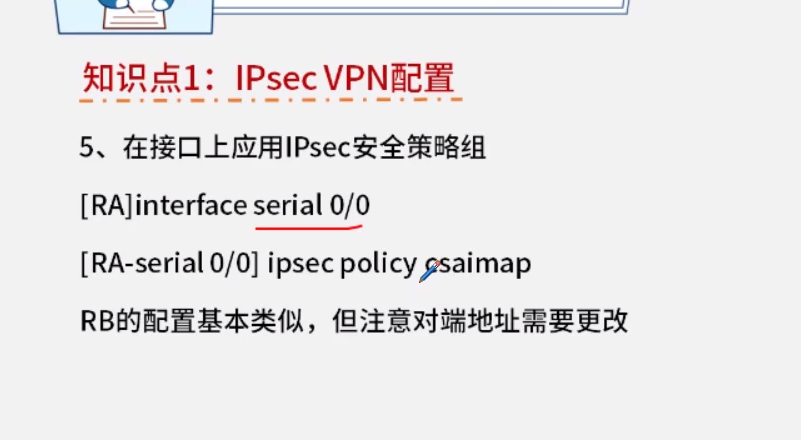 知识点1：IPsec VPN配置
5、在接口上应用IPsec安全策略组
[RA]interface serial 0/0
[RA-serial 0/0] ipsec policy csaimap
RB的配置基本类似，但注意对端地址需要更改